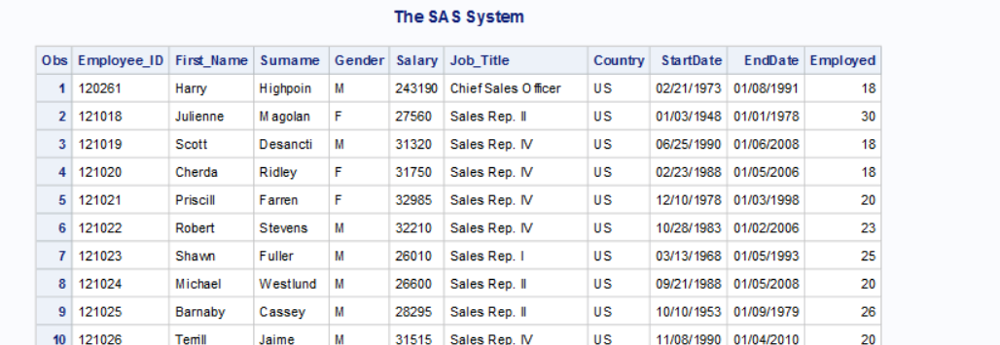 The SAS System
Obs Employee_ID First_Name Surname Gender Salary Job_Title Country StartDate EndDate Employed
1 120261 Harry Highpoin M 243190 Chief Sales Officer US 02/21/1973 01/08/1991 18
2 121018 Julienne Magolan F 27560 Sales Rep. II US 01/03/1948 01/01/1978 30
3 121019 Scott Desancti M 31320 Sales Rep. IV US 06/25/1990 01/06/2008 18
4 121020 Cherda Ridley F 31750 Sales Rep. IV US 02/23/1988 01/05/2006 18
5 121021 Priscill Farren F 32985 Sales Rep. IV US 12/10/1978 01/03/1998 20
6 121022 Robert Stevens M 32210 Sales Rep. IV US 10/28/1983 01/02/2006 23
7 121023 Shawn Fuller M 26010 Sales Rep. I US 03/13/1968 01/05/1993 25
8 121024 Michael Westlund M 26600 Sales Rep. II US 09/21/1988 01/05/2008 20
9 121025 Barnaby Cassey M 28295 Sales Rep. II US 10/10/1953 01/09/1979 26
10 121026 Terrill Jaime M 31515 Sales Rep. IV US 11/08/1990 01/04/2010 20